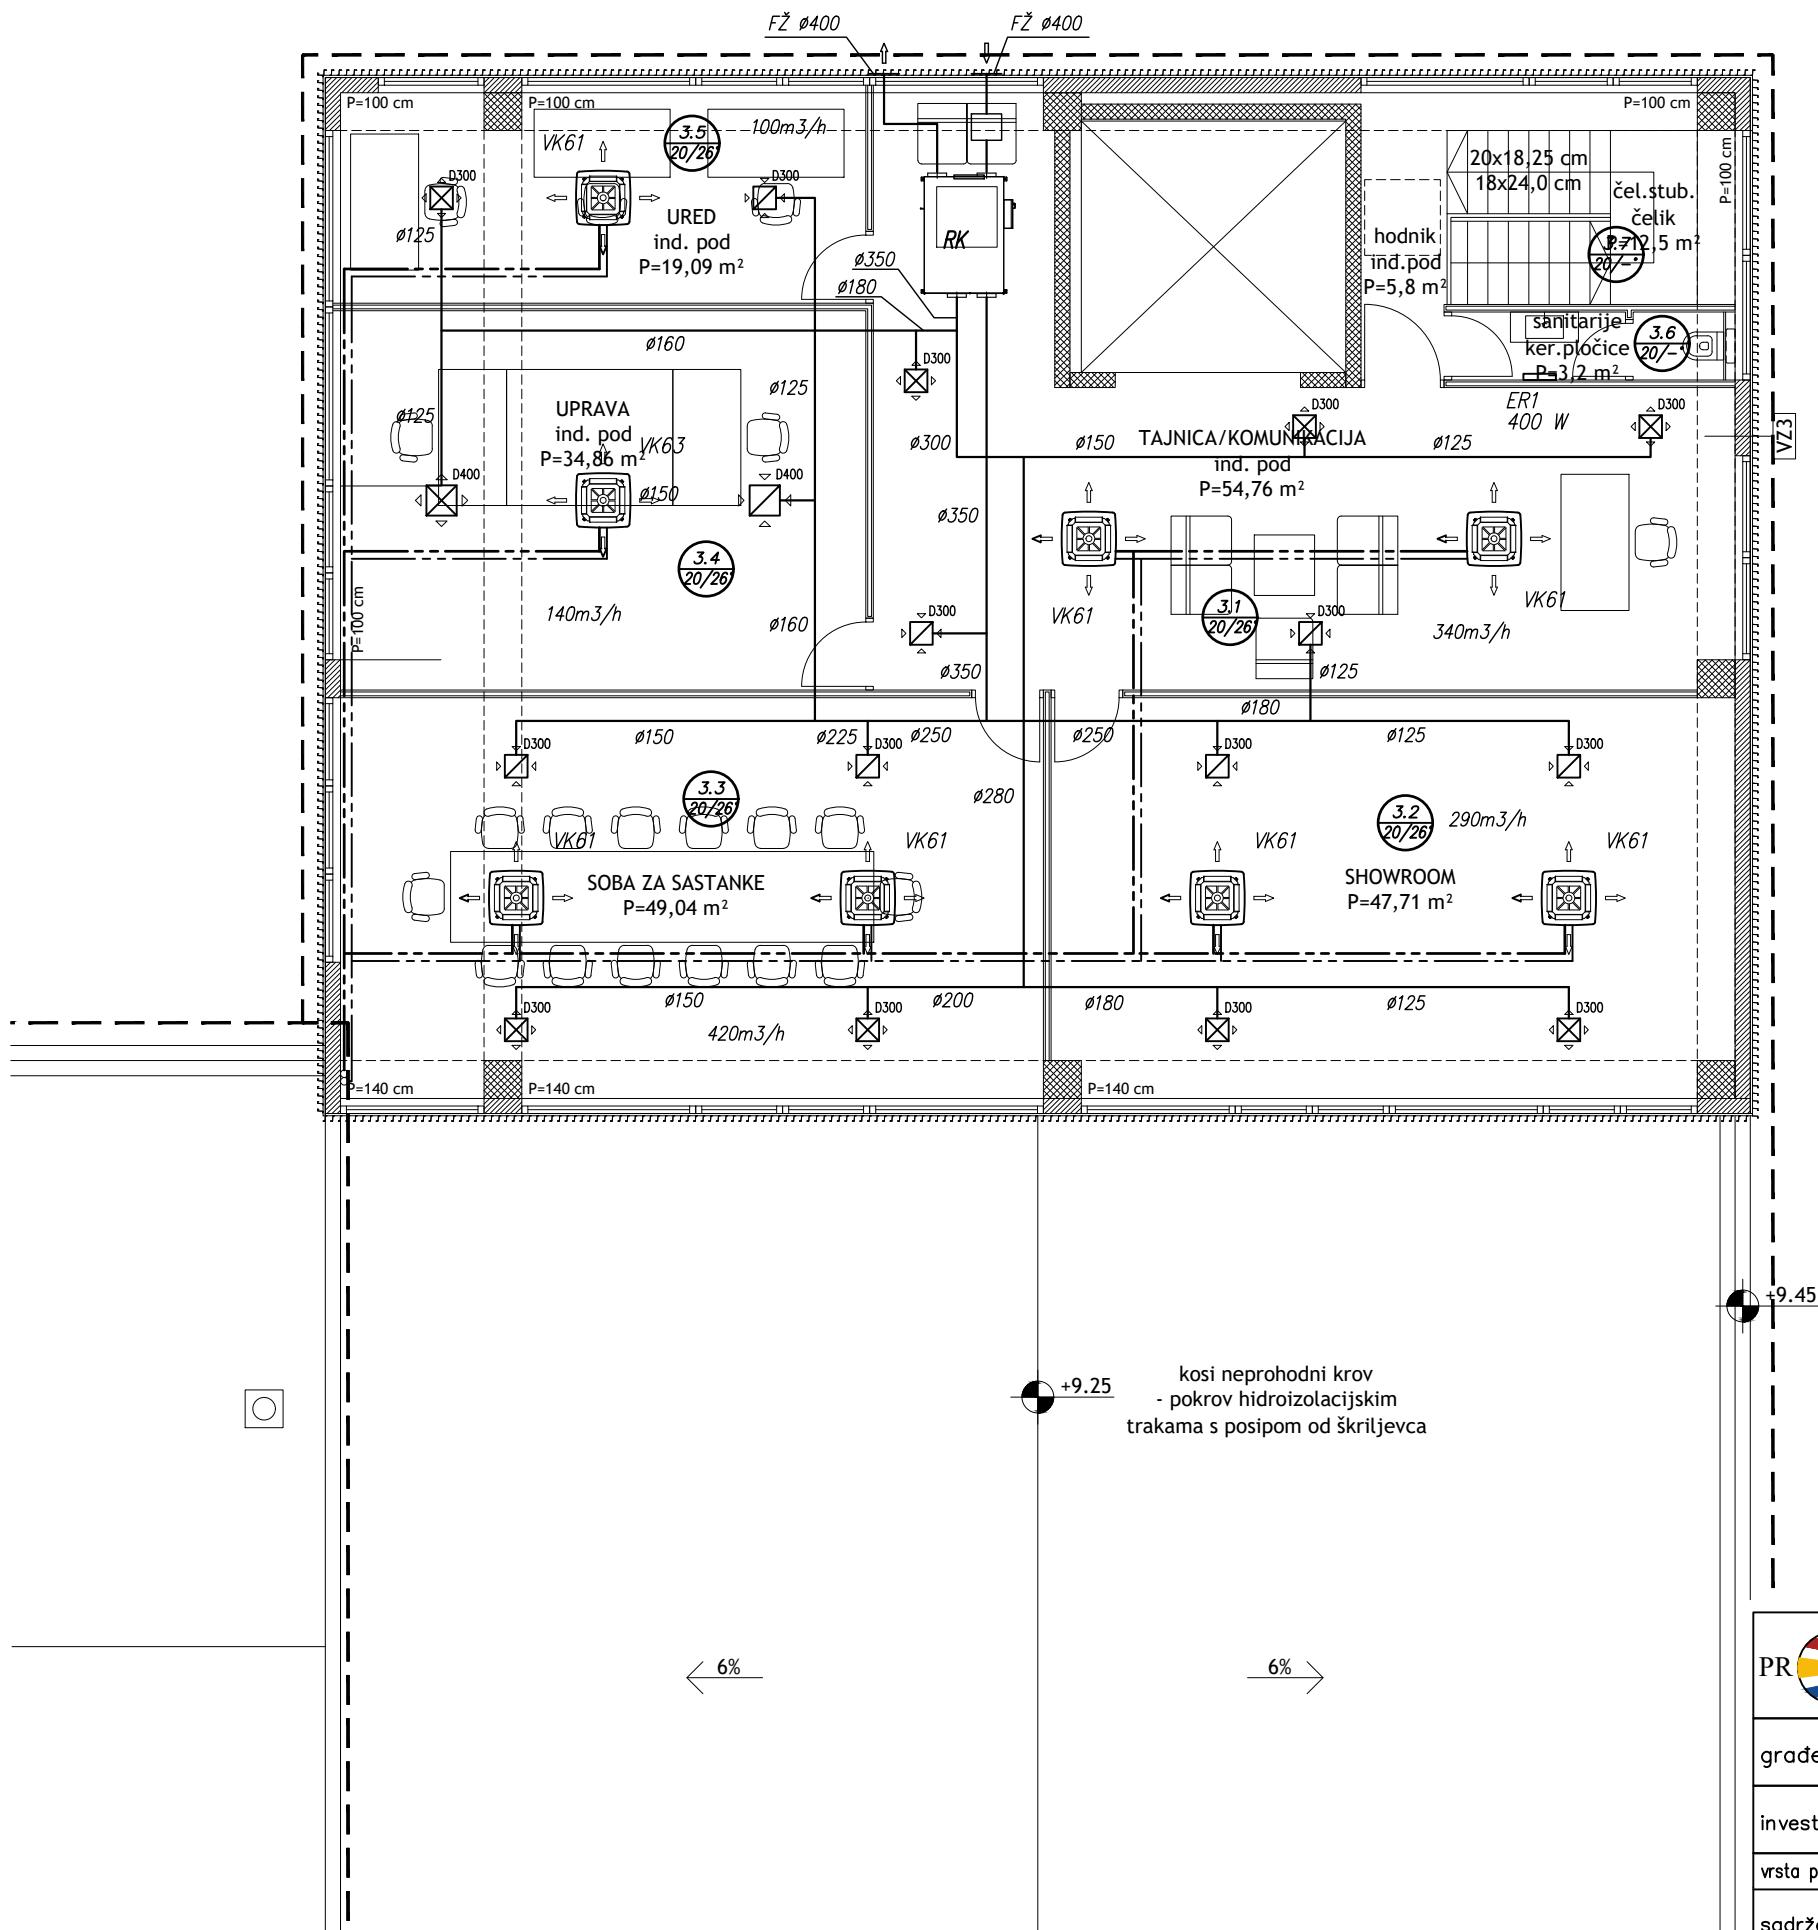 FŽ ø400
FŽ ø400
P=100 cm
P=100 cm
P=100 cm
VK61
3.5
20/26°
100m3/h
D300
D300
URED
ind. pod
P=19,09 m²
ø125
RK
ø350
ø180
20x18,25 cm
18x24,0 cm
čel.stub.
čelik
P=12,5 m²
20/-°
P=100 cm
hodnik
ind.pod
P=5,8 m²
sanitarije
ker.pločice
P=3,2 m²
3.6
20/-°
ER1
400 W
VZ3
ø160
D300
ø125
ø125
UPRAVA
ind. pod
P=34,86 m²
VK63
ø150
D400
D400
3.4
20/26°
140m3/h
ø160
P=100 cm
ø300
ø150
D300
D300
TAJNICA/KOMUNIKACIJA
ind. pod
P=54,76 m²
ø125
ø350
D300
ø350
VK61
3.1
20/26°
D300
ø125
VK61
340m3/h
ø180
ø150
ø225
ø250
ø250
ø125
D300
D300
D300
D300
3.3
20/26°
ø280
3.2
20/26°
290m3/h
VK61
VK61
VK61
VK61
SOBA ZA SASTANKE
P=49,04 m²
SHOWROOM
P=47,71 m²
ø150
ø200
ø180
ø125
D300
D300
D300
D300
420m3/h
P=140 cm
P=140 cm
P=140 cm
+9.45
+9.25
kosi neprohodni krov
- pokrov hidroizolacijskim
trakama s posipom od škriljevca
6%
6%
PR
građe
invest
vrsta p
sadrža